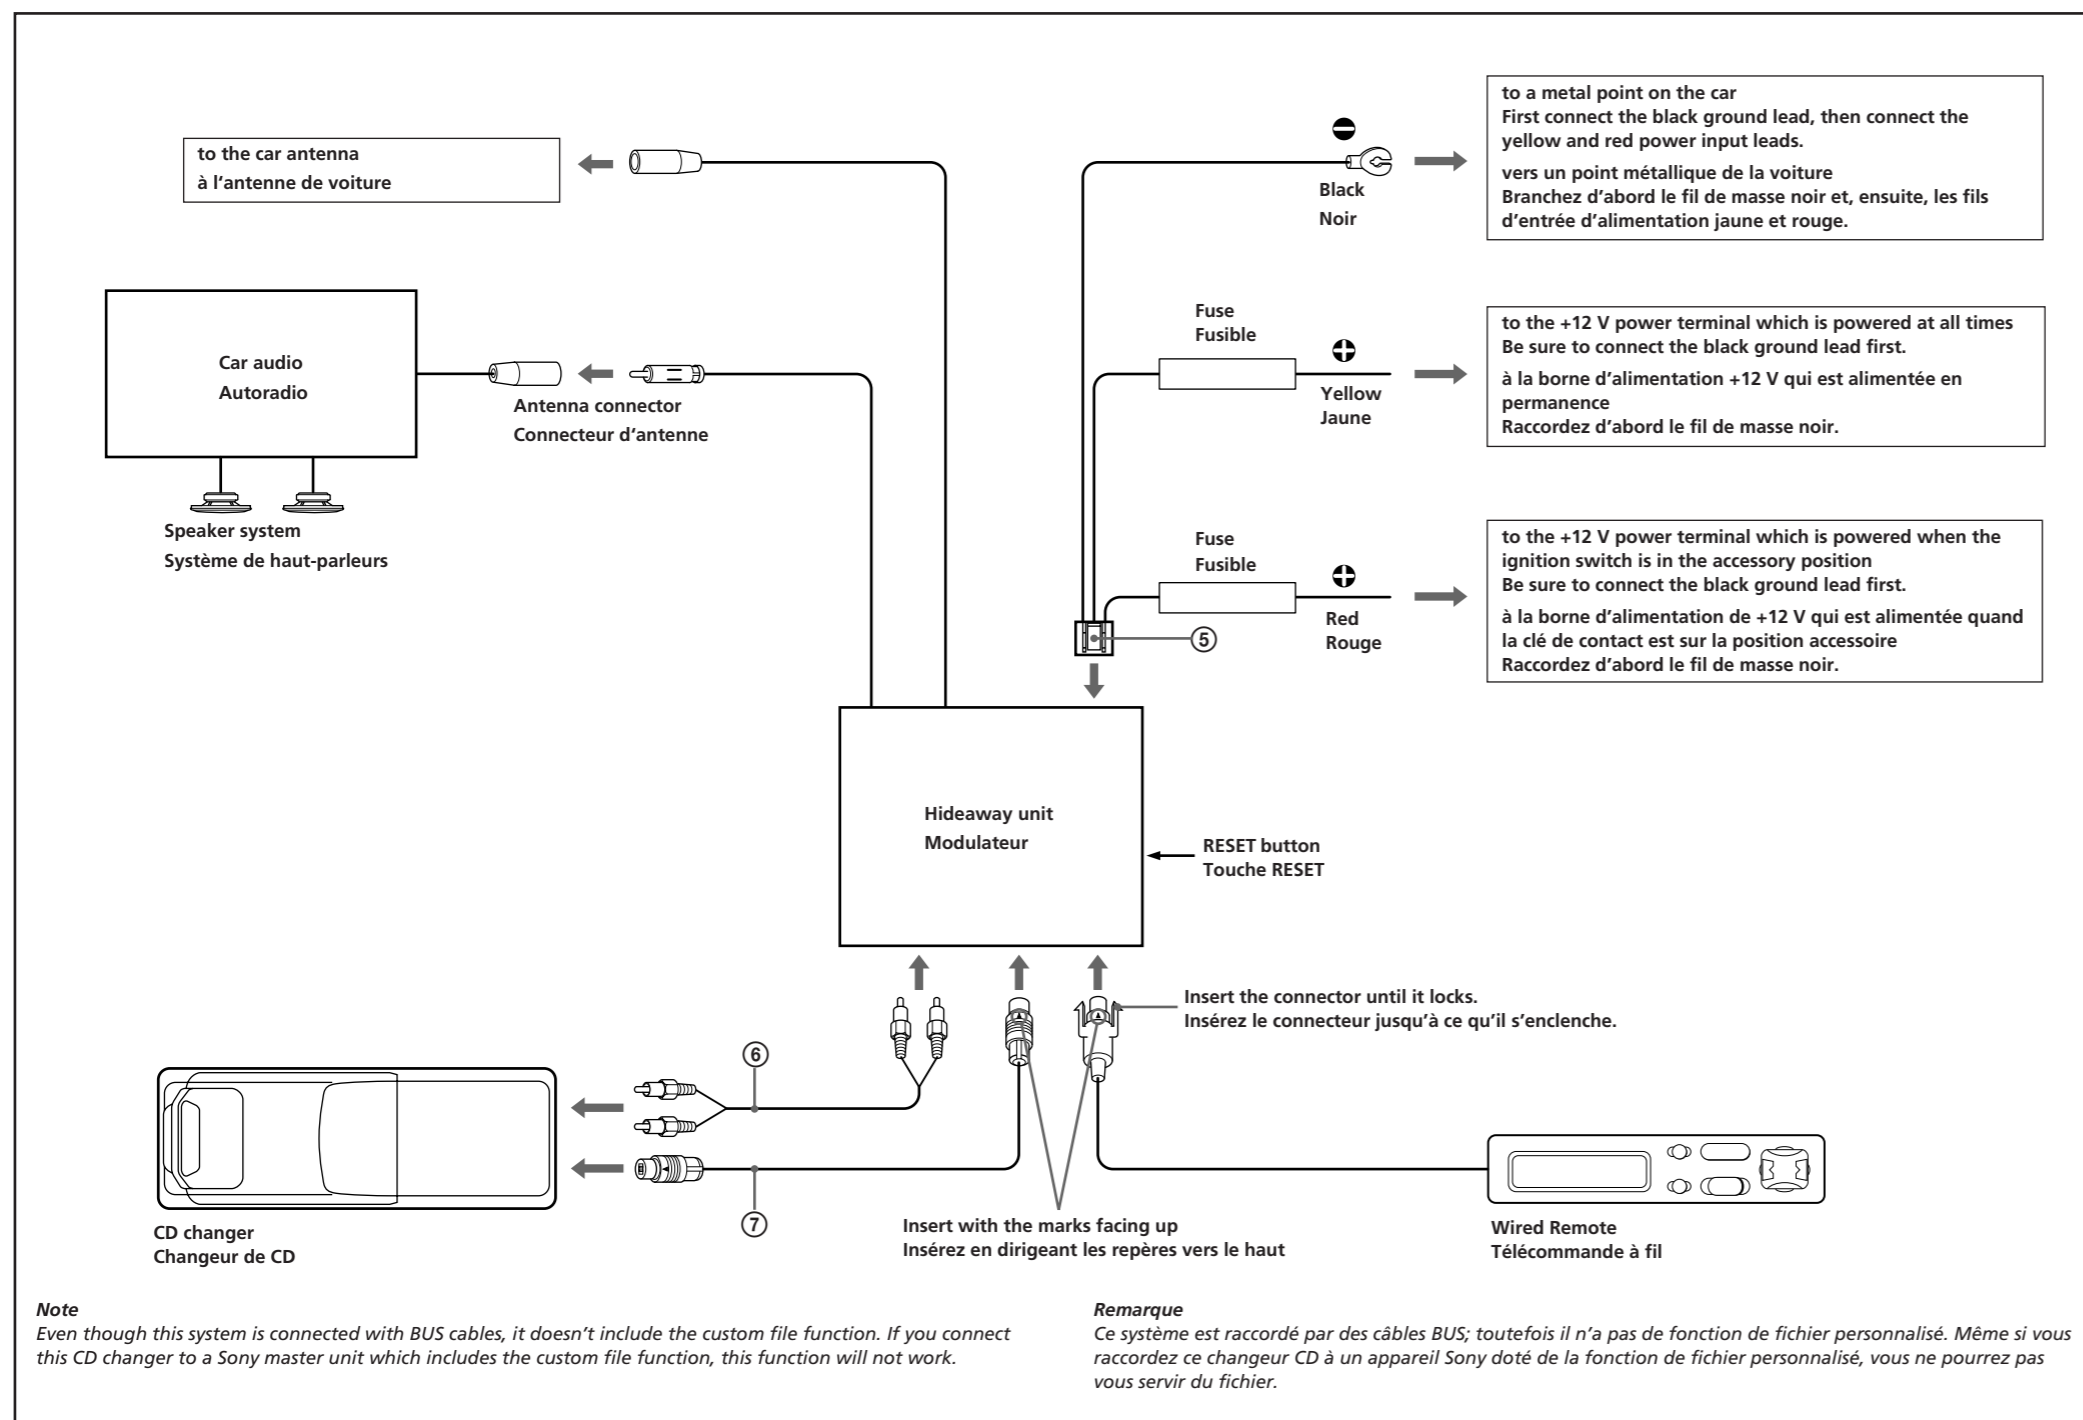 to the car antenna
à l’antenne de voiture
Black
Noir
to a metal point on the car
First connect the black ground lead, then connect the
yellow and red power input leads.
vers un point métallique de la voiture
Branchez d’abord le fil de masse noir et, ensuite, les fils
d’entrée d’alimentation jaune et rouge.
Car audio
Autoradio
Antenna connector
Connecteur d‘antenne
Speaker system
Système de haut-parleurs
Fuse
Fusible
Yellow
Jaune
to the +12 V power terminal which is powered at all times
Be sure to connect the black ground lead first.
à la borne d’alimentation +12 V qui est alimentée en
permanence
Raccordez d’abord le fil de masse noir.
Fuse
Fusible
Red
Rouge
⑤
to the +12 V power terminal which is powered when the
ignition switch is in the accessory position
Be sure to connect the black ground lead first.
à la borne d’alimentation de +12 V qui est alimentée quand
la clé de contact est sur la position accessoire
Raccordez d’abord le fil de masse noir.
Hideaway unit
Modulateur
RESET button
Touche RESET
Insert the connector until it locks.
Insérez le connecteur jusqu’à ce qu’il s’enclenche.
⑥
⑦
CD changer
Changeur de CD
Insert with the marks facing up
Insérez en dirigeant les repères vers le haut
Wired Remote
Télécommande à fil
Note
Even though this system is connected with BUS cables, it doesn’t include the custom file function. If you connect
this CD changer to a Sony master unit which includes the custom file function, this function will not work.
Remarque
Ce système est raccordé par des câbles BUS; toutefois il n’a pas de fonction de fichier personnalisé. Même si vous
raccordez ce changeur CD à un appareil Sony doté de la fonction de fichier personnalisé, vous ne pourrez pas
vous servir du fichier.